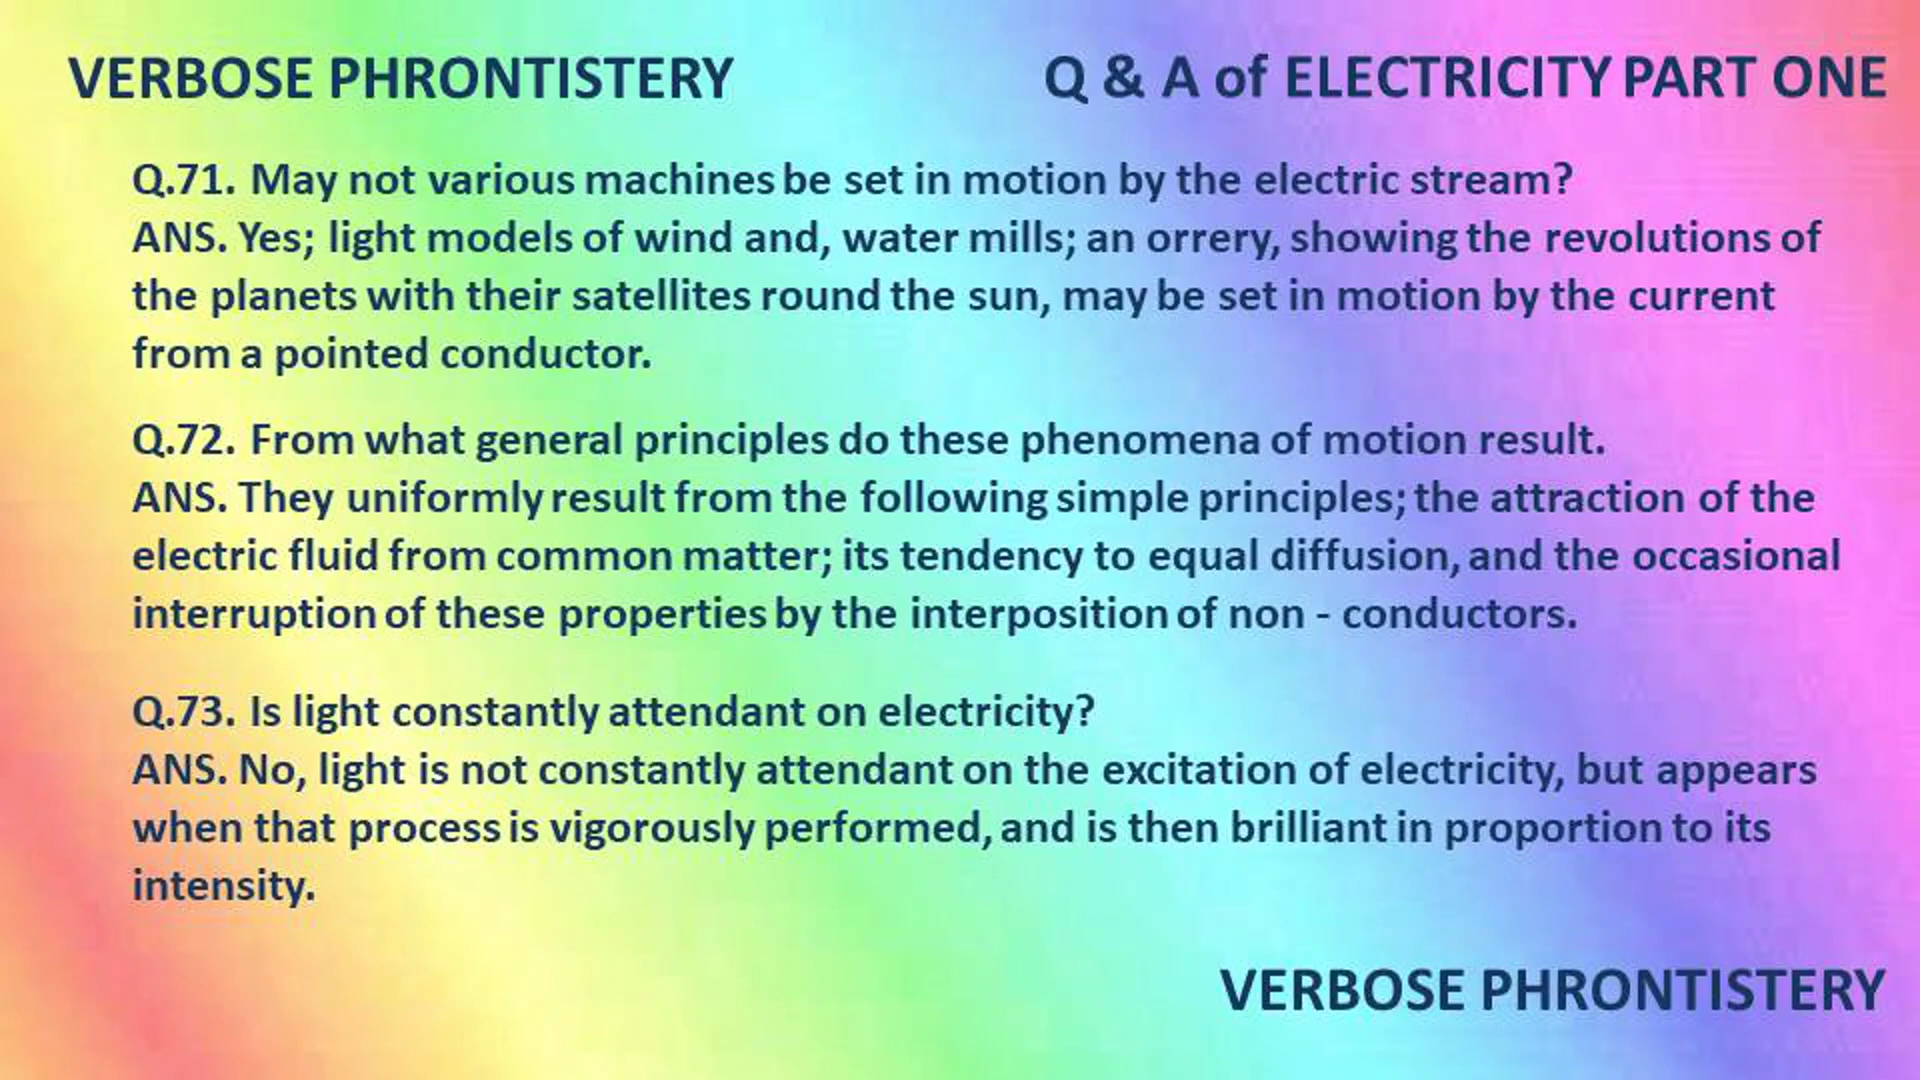 VERBOSE PHRONTISTERY
Q & A of ELECTRICITY PART ONE
Q.71. May not various machines be set in motion by the electric stream?
ANS. Yes; light models of wind and, water mills; an orrery, showing the revolutions of
the planets with their satellites round the sun, may be set in motion by the current
from a pointed conductor.
Q.72. From what general principles do these phenomena of motion result.
ANS. They uniformly result from the following simple principles; the attraction of the
electric fluid from common matter; its tendency to equal diffusion, and the occasional
interruption of these properties by the interposition of non - conductors.
Q.73. Is light constantly attendant on electricity?
ANS. No, light is not constantly attendant on the excitation of electricity, but appears
when that process is vigorously performed, and is then brilliant in proportion to its
intensity.
VERBOSE PHRONTISTERY